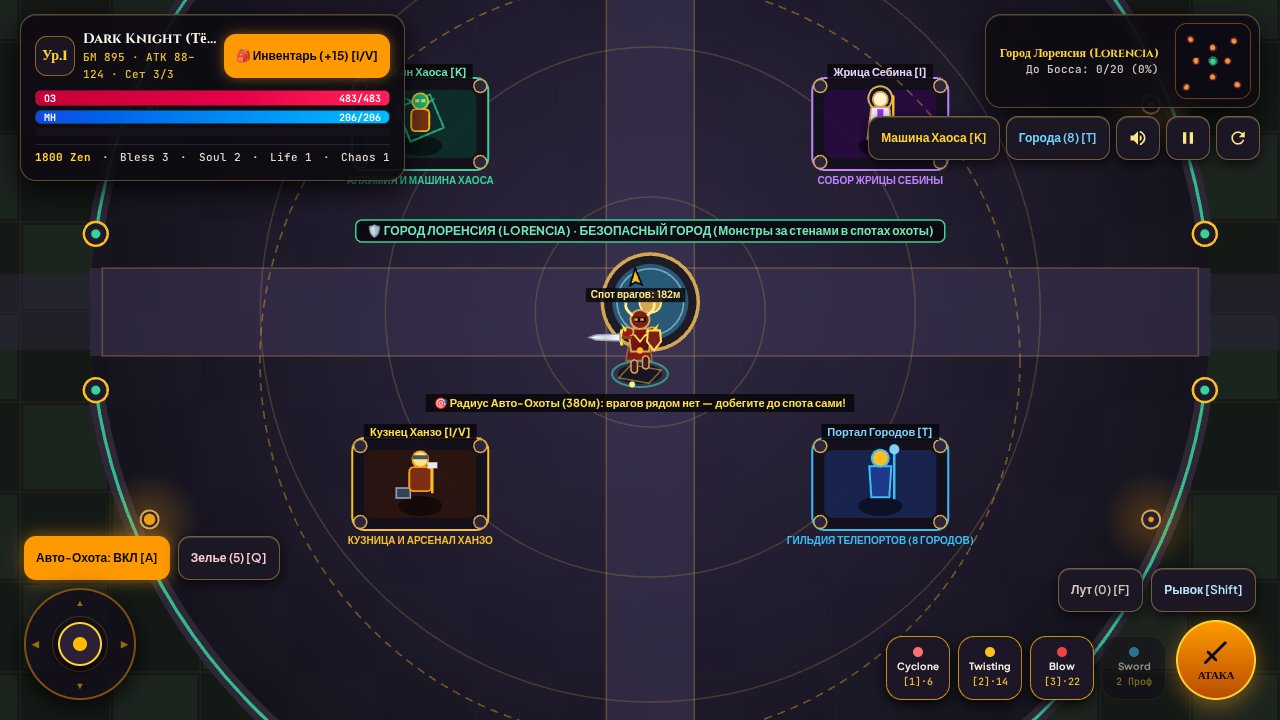 Ур.1
Dark Knight (Тё...
БМ 895 · АТК 88-
124 · Сет 3/3
🎒 Инвентарь (+15) [I/V]
ОЗ 483/483
МН 206/206
1800 Zen · Bless 3 · Soul 2 · Life 1 · Chaos 1
Хаоса [K]
АЛХИМИЯ И МАШИНА ХАОСА
Жрица Себина [I]
СОБОР ЖРИЦЫ СЕБИНЫ
Город Лоренсия (Lorencia)
До Босса: 0/20 (0%)
Машина Хаоса [K]
Города (8) [T]
🛡️ ГОРОД ЛОРЕНСИЯ (LORENCIA) · БЕЗОПАСНЫЙ ГОРОД (Монстры за стенами в спотах охоты)
Спот врагов: 182м
🎯 Радиус Авто-Охоты (380м): врагов рядом нет — добегите до спота сами!
Кузнец Ханзо [I/V]
КУЗНИЦА И АРСЕНАЛ ХАНЗО
Портал Городов [T]
ГИЛЬДИЯ ТЕЛЕПОРТОВ (8 ГОРОДОВ)
Авто-Охота: ВКЛ [A]
Зелье (5) [Q]
Лут (0) [F]
Рывок [Shift]
Cyclone
[1]·6
Twisting
[2]·14
Blow
[3]·22
Sword
2 Проф
АТАКА